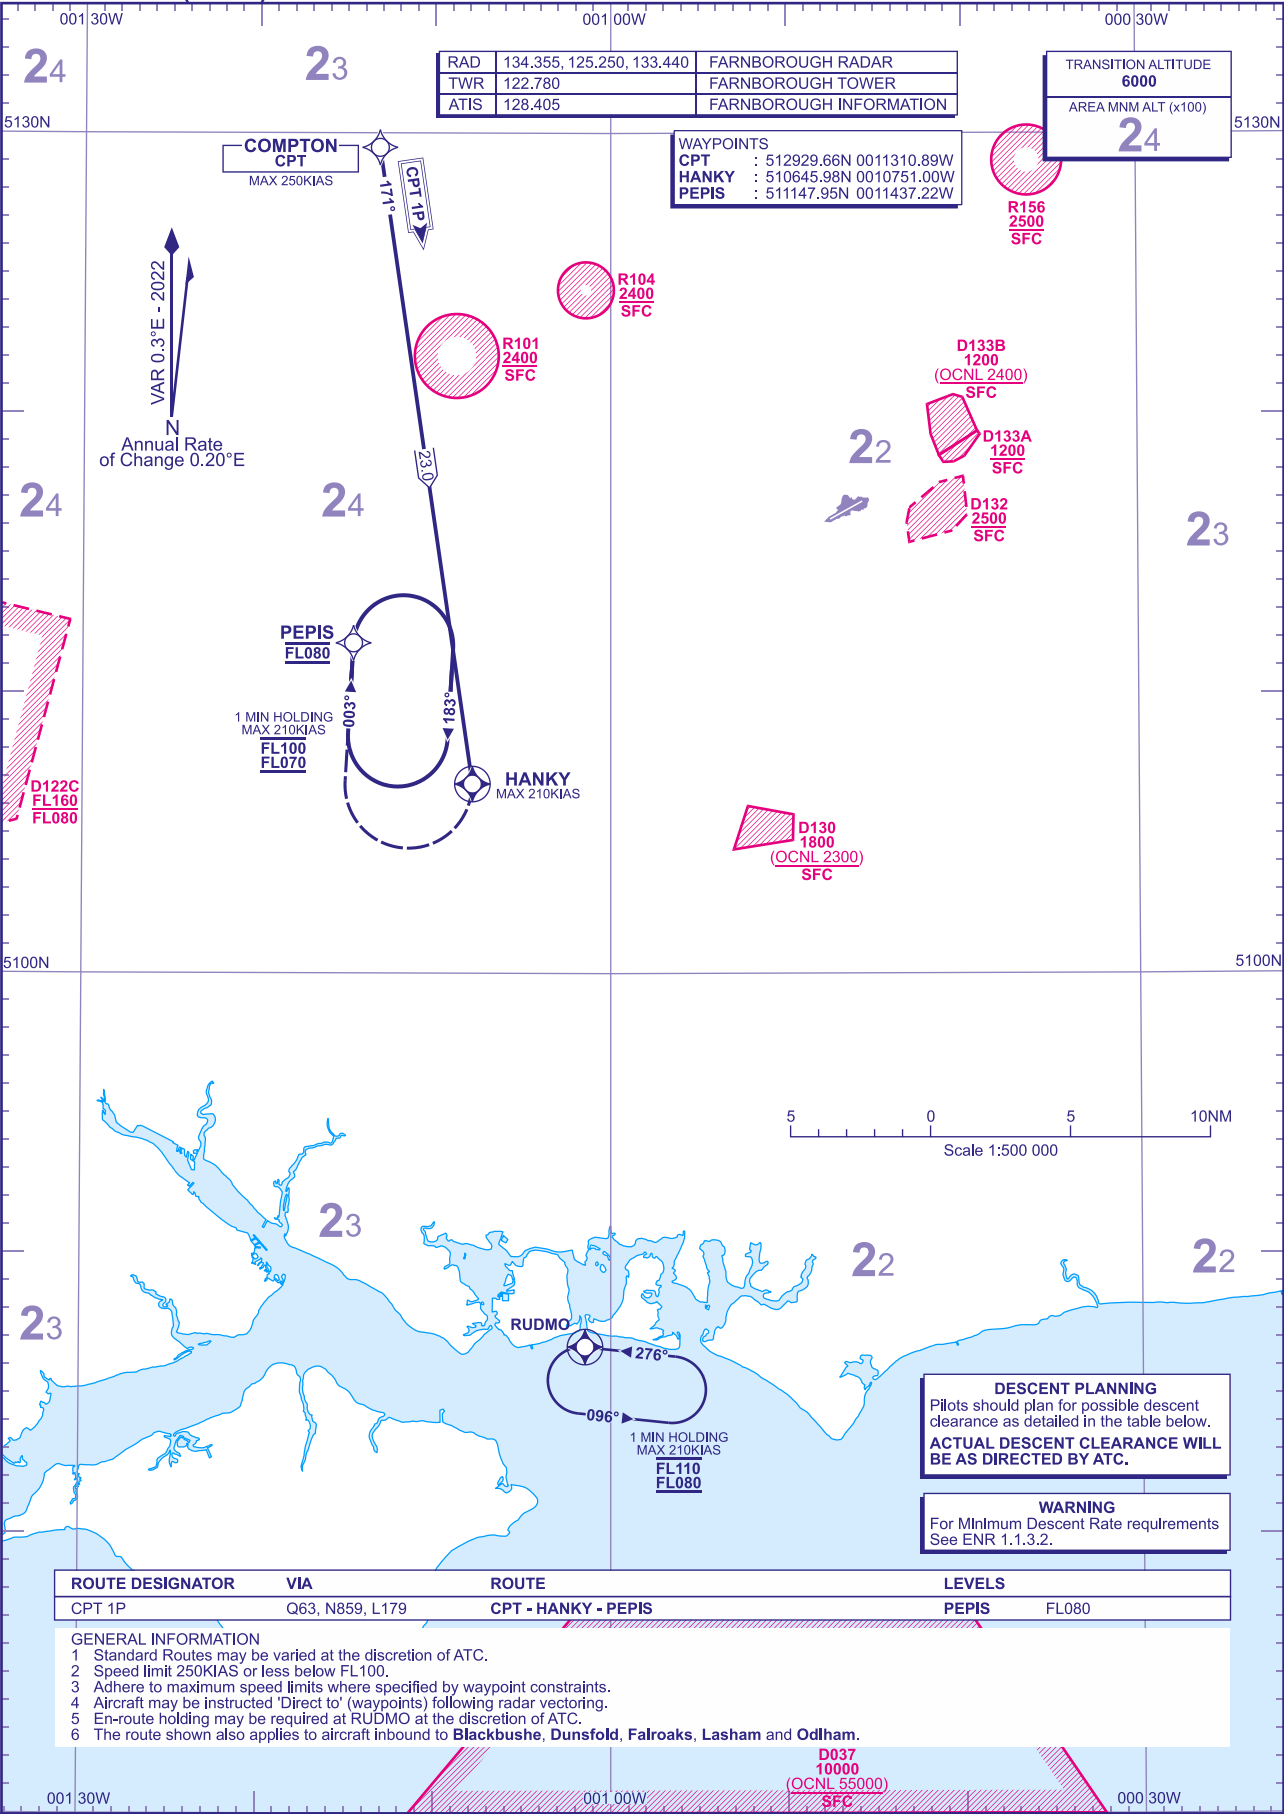 001 30W
001 00W
000 30W
24
23
RAD 134.355, 125.250, 133.440 FARNBOROUGH RADAR
TWR 122.780 FARNBOROUGH TOWER
ATIS 128.405 FARNBOROUGH INFORMATION
TRANSITION ALTITUDE
6000
AREA MNM ALT (x100)
24
5130N
5130N
COMPTON
CPT
MAX 250KIAS
WAYPOINTS
CPT : 512929.66N 0011310.89W
HANKY : 510645.98N 0010751.00W
PEPIS : 511147.95N 0011437.22W
171°
CPT 1P
R156
2500
SFC
R104
2400
SFC
VAR 0.3°E - 2022
N
Annual Rate
of Change 0.20°E
R101
2400
SFC
D133B
1200
(OCNL 2400)
SFC
D133A
1200
SFC
22
23.0
24
24
D132
2500
SFC
23
PEPIS
FL080
003°
183°
1 MIN HOLDING
MAX 210KIAS
FL100
FL070
HANKY
MAX 210KIAS
D122C
FL160
FL080
D130
1800
(OCNL 2300)
SFC
5100N
5100N
5 0 5 10NM
Scale 1:500 000
23
22
22
23
RUDMO
276°
096°
1 MIN HOLDING
MAX 210KIAS
FL110
FL080
DESCENT PLANNING
Pilots should plan for possible descent
clearance as detailed in the table below.
ACTUAL DESCENT CLEARANCE WILL
BE AS DIRECTED BY ATC.
WARNING
For Minimum Descent Rate requirements
See ENR 1.1.3.2.
ROUTE DESIGNATOR VIA ROUTE LEVELS
CPT 1P Q63, N859, L179 CPT - HANKY - PEPIS PEPIS FL080
GENERAL INFORMATION
1 Standard Routes may be varied at the discretion of ATC.
2 Speed limit 250KIAS or less below FL100.
3 Adhere to maximum speed limits where specified by waypoint constraints.
4 Aircraft may be instructed 'Direct to' (waypoints) following radar vectoring.
5 En-route holding may be required at RUDMO at the discretion of ATC.
6 The route shown also applies to aircraft inbound to Blackbushe, Dunsfold, Fairoaks, Lasham and Odiham.
D037
10000
(OCNL 55000)
SFC
001 30W
001 00W
000 30W